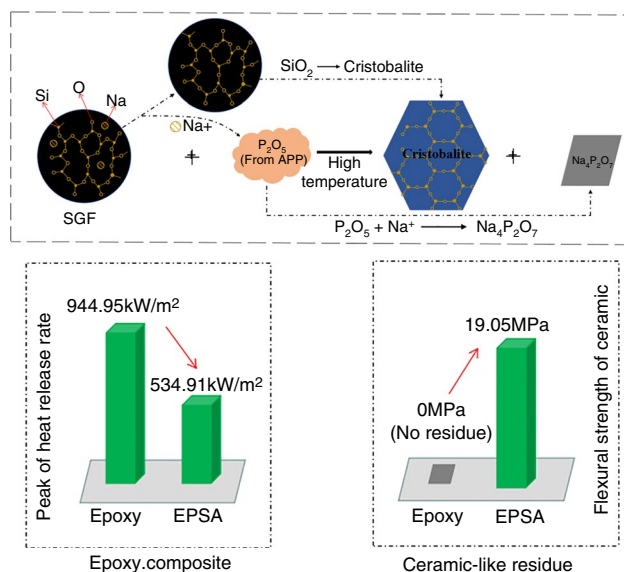 SiO₂ → Cristobalite
Si
O
Na
Na+
+
P₂O₅
(From APP)
High
temperature
Cristobalite
+
Na₄P₂O₇
SGF
P₂O₅ + Na⁺ → Na₄P₂O₇
Peak of heat release rate
944.95kW/m²
534.91kW/m²
Epoxy
EPSA
Epoxy.composite
19.05MPa
0MPa
(No residue)
Epoxy
EPSA
Flexural strength of ceramic
Ceramic-like residue